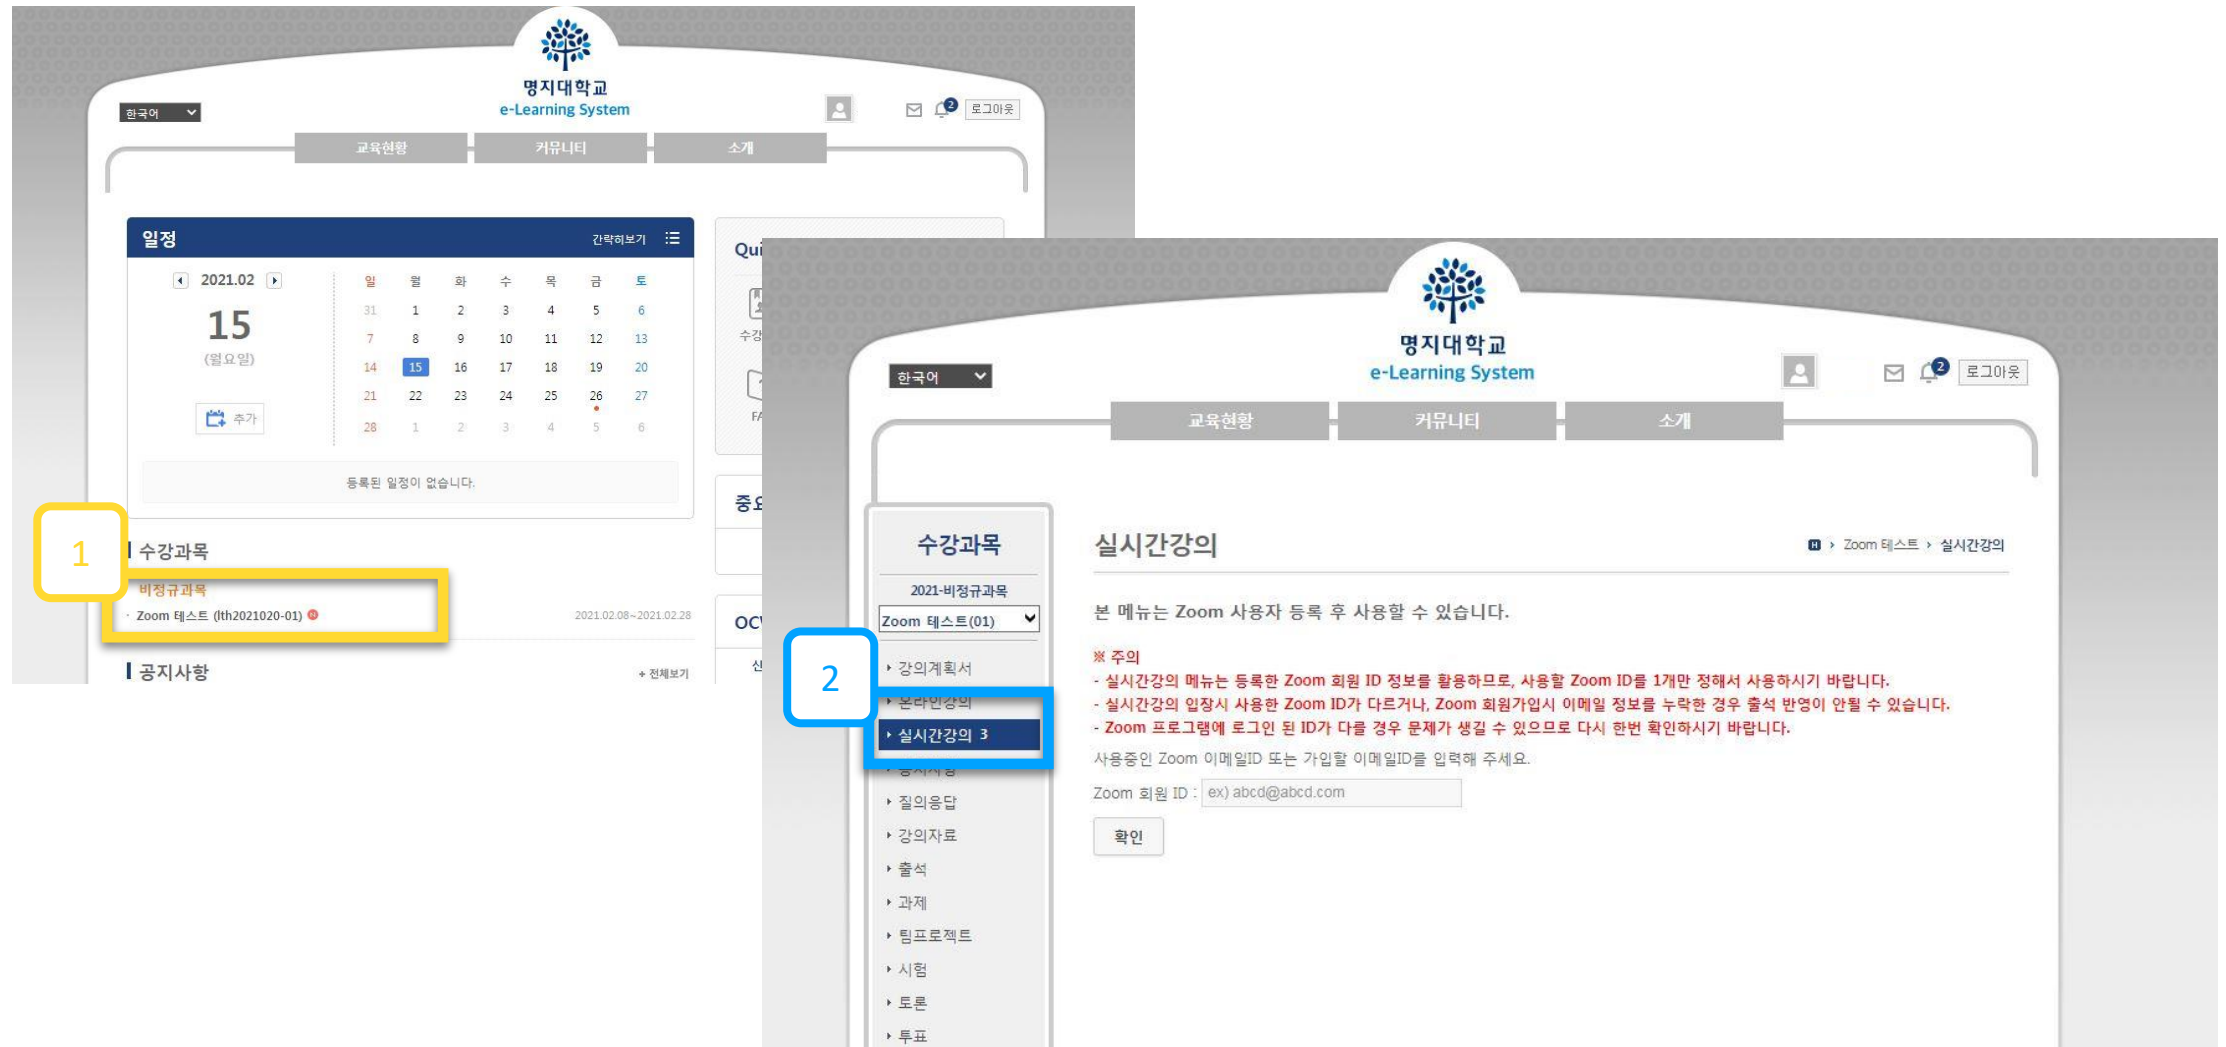 명지대학교
e-Learning System
한국어
2
로그아웃
교육현황 커뮤니티 소개
일정 간략히보기
2021.02
15
(월요일)
추가
일 월 화 수 목 금 토
31 1 2 3 4 5 6
7 8 9 10 11 12 13
14 15 16 17 18 19 20
21 22 23 24 25 26 27
28 1 2 3 4 5 6
등록된 일정이 없습니다.
1
수강과목
비정규과목
· Zoom 테스트 (lth2021020-01) N
2021.02.08~2021.02.28
공지사항
+ 전체보기
Qui
수강
FA
중요
OC
신
명지대학교
e-Learning System
한국어
2
로그아웃
교육현황 커뮤니티 소개
수강과목
2021-비정규과목
Zoom 테스트(01)
2
강의계획서
온라인강의
실시간강의 3
공지사항
질의응답
강의자료
출석
과제
팀프로젝트
시험
토론
투표
실시간강의
H › Zoom 테스트 › 실시간강의
본 메뉴는 Zoom 사용자 등록 후 사용할 수 있습니다.
※ 주의
- 실시간강의 메뉴는 등록한 Zoom 회원 ID 정보를 활용하므로, 사용할 Zoom ID를 1개만 정해서 사용하시기 바랍니다.
- 실시간강의 입장시 사용한 Zoom ID가 다르거나, Zoom 회원가입시 이메일 정보를 누락한 경우 출석 반영이 안될 수 있습니다.
- Zoom 프로그램에 로그인 된 ID가 다를 경우 문제가 생길 수 있으므로 다시 한번 확인하시기 바랍니다.
사용중인 Zoom 이메일ID 또는 가입할 이메일ID를 입력해 주세요.
Zoom 회원 ID : ex) abcd@abcd.com
확인